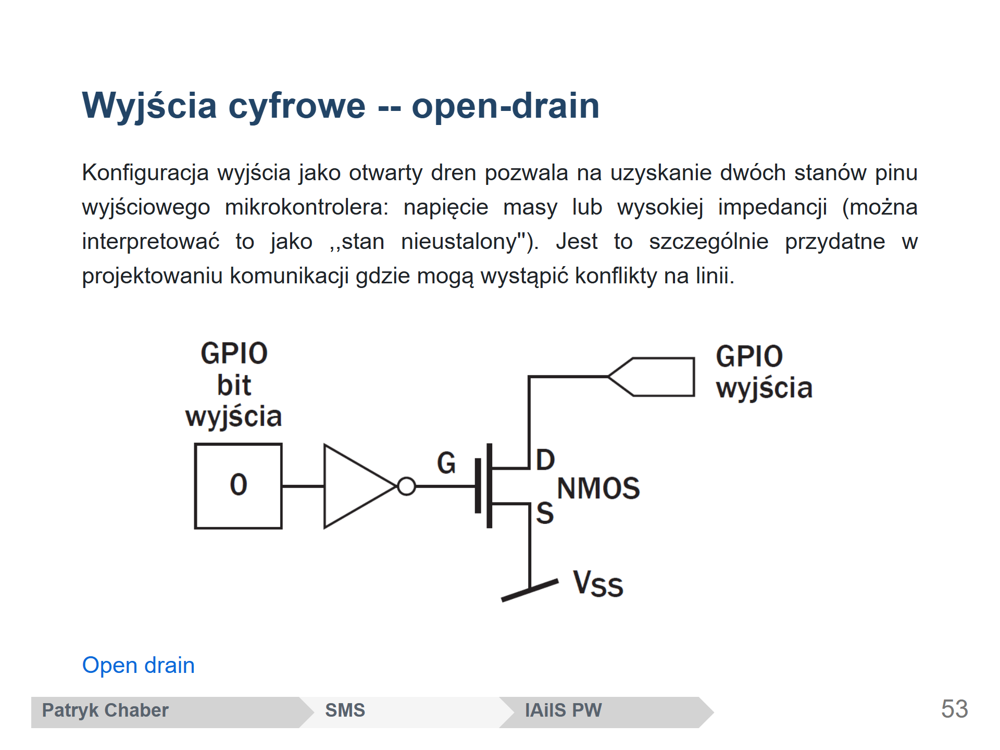 Wyjścia cyfrowe -- open-drain
Konfiguracja wyjścia jako otwarty dren pozwala na uzyskanie dwóch stanów pinu
wyjściowego mikrokontrolera: napięcie masy lub wysokiej impedancji (można
interpretować to jako ,,stan nieustalony"). Jest to szczególnie przydatne w
projektowaniu komunikacji gdzie mogą wystąpić konflikty na linii.
GPIO
bit
wyjścia
GPIO
wyjścia
0
G
D
NMOS
S
VSS
Open drain
Patryk Chaber
SMS
IAiIS PW
53